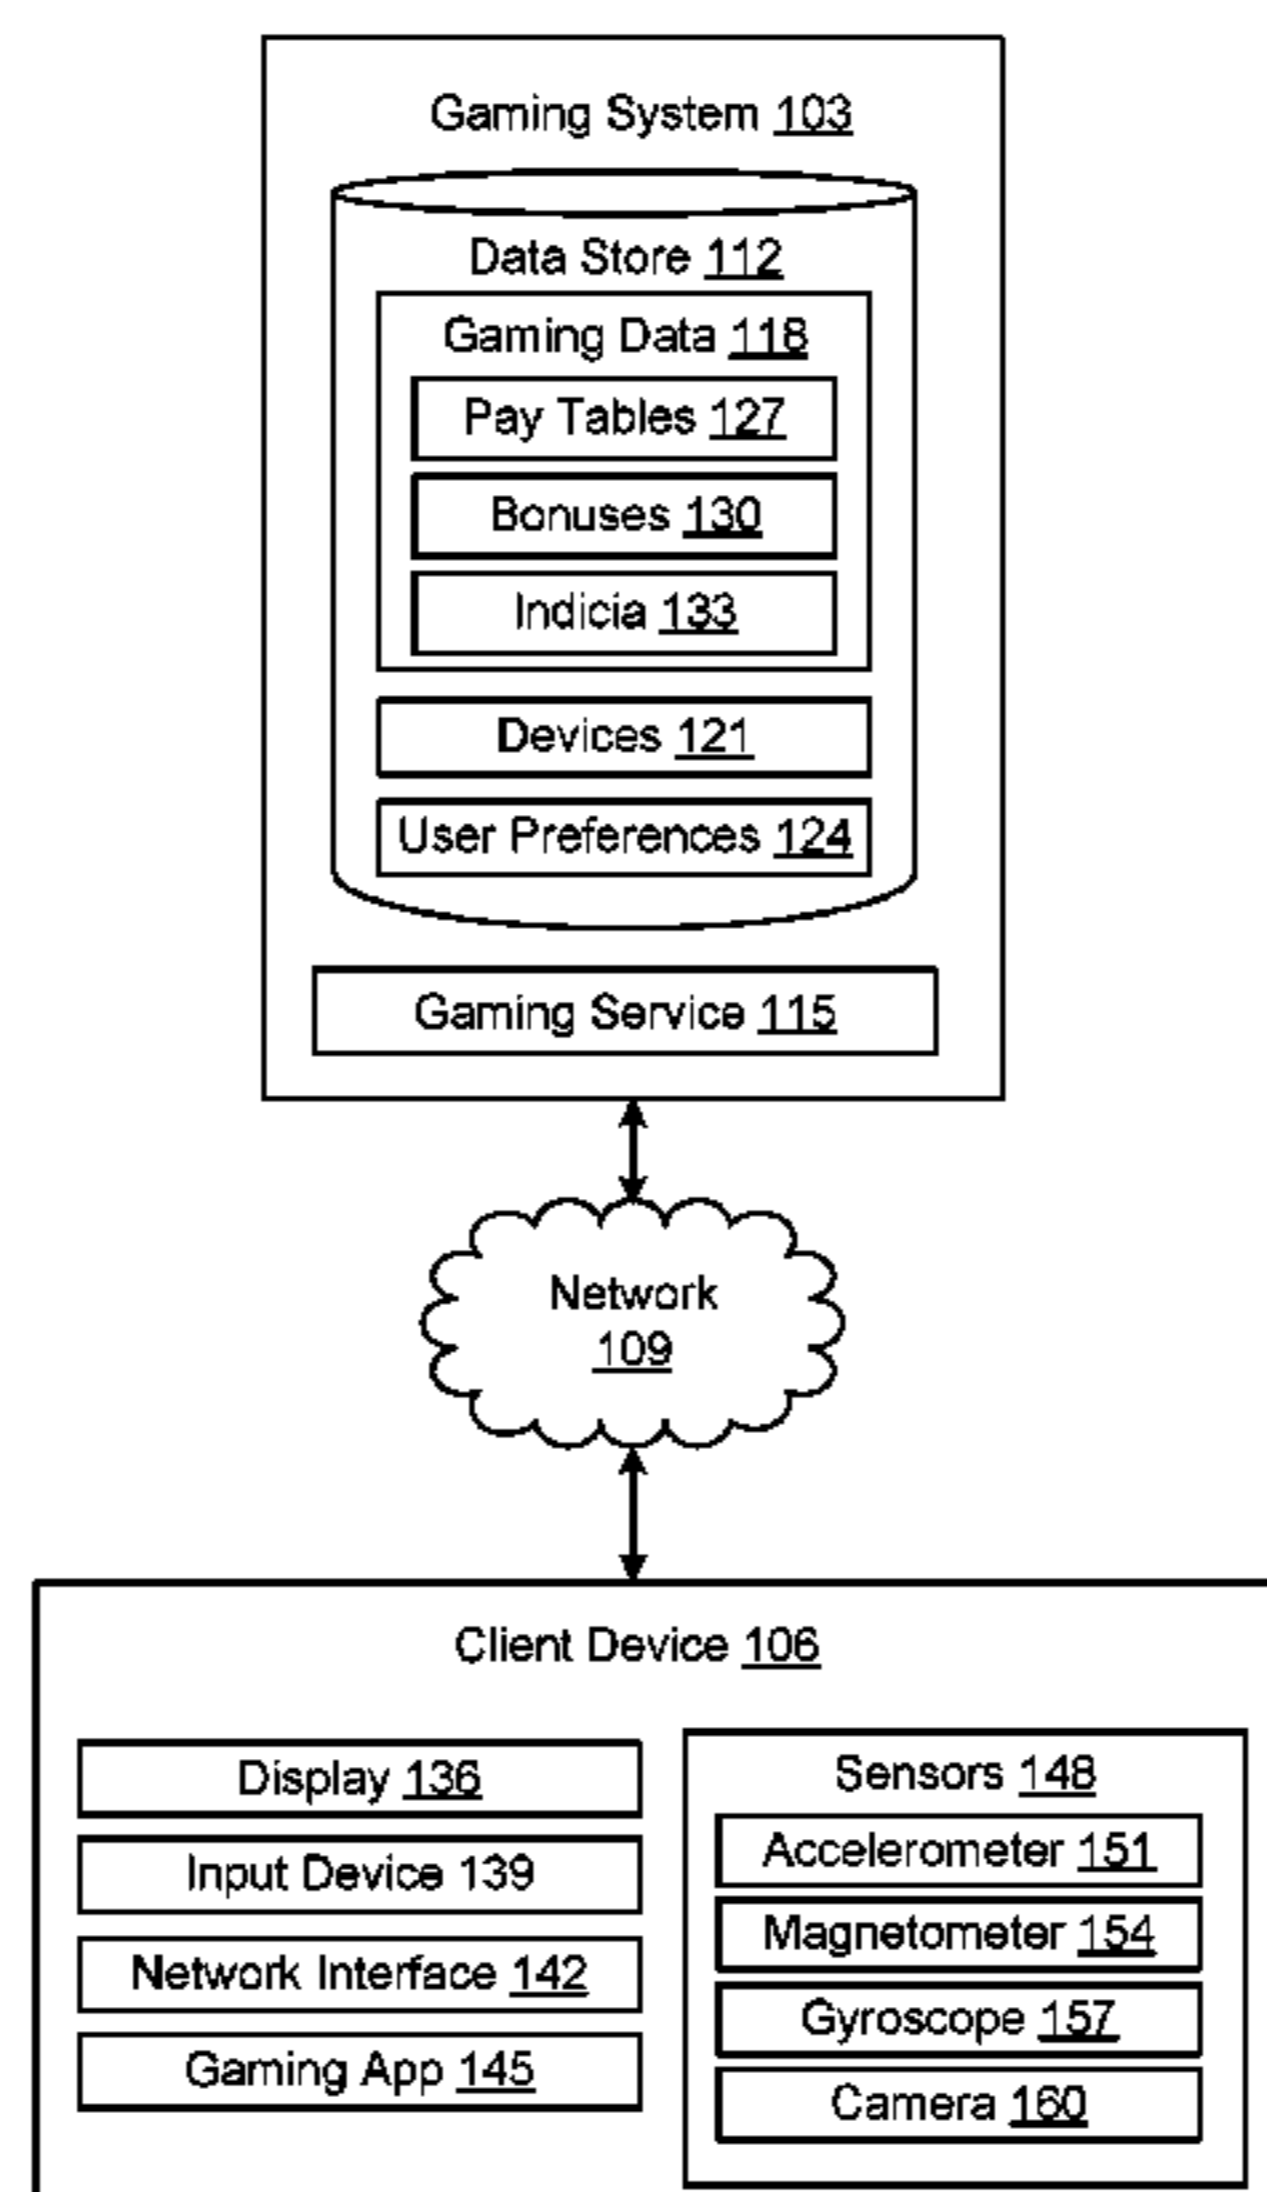 Gaming System 103
Data Store 112
Gaming Data 118
Pay Tables 127
Bonuses 130
Indicia 133
Devices 121
User Preferences 124
Gaming Service 115
Network
109
Client Device 106
Display 136
Input Device 139
Network Interface 142
Gaming App 145
Sensors 148
Accelerometer 151
Magnetometer 154
Gyroscope 157
Camera 160